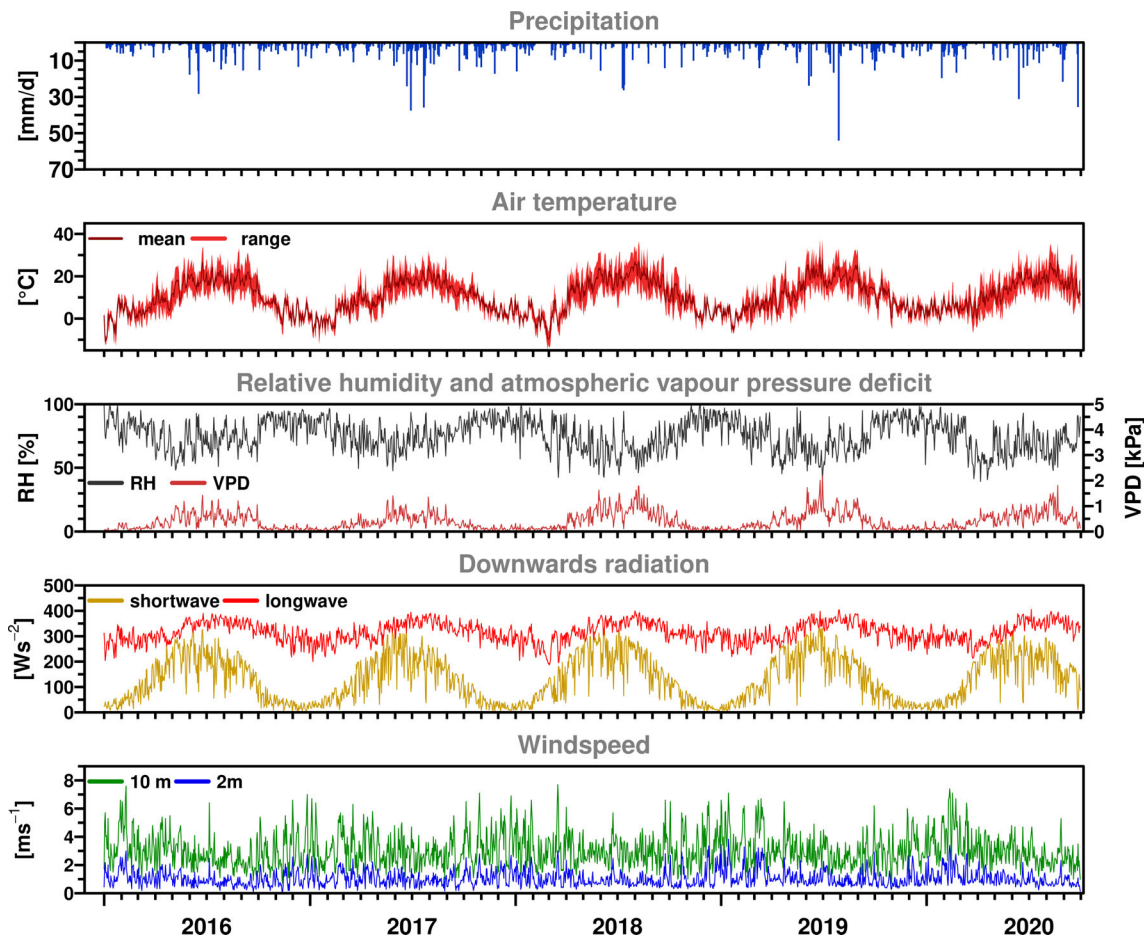 Precipitation
10
30
50
70
[mm/d]
Air temperature
mean range
40
20
0
[°C]
Relative humidity and atmospheric vapour pressure deficit
100
50
0
RH [%]
RH VPD
5
4
3
2
1
0
VPD [kPa]
Downwards radiation
shortwave longwave
500
400
300
200
100
0
[Ws⁻²]
Windspeed
10 m 2m
8
6
4
2
0
[ms⁻¹]
2016 2017 2018 2019 2020